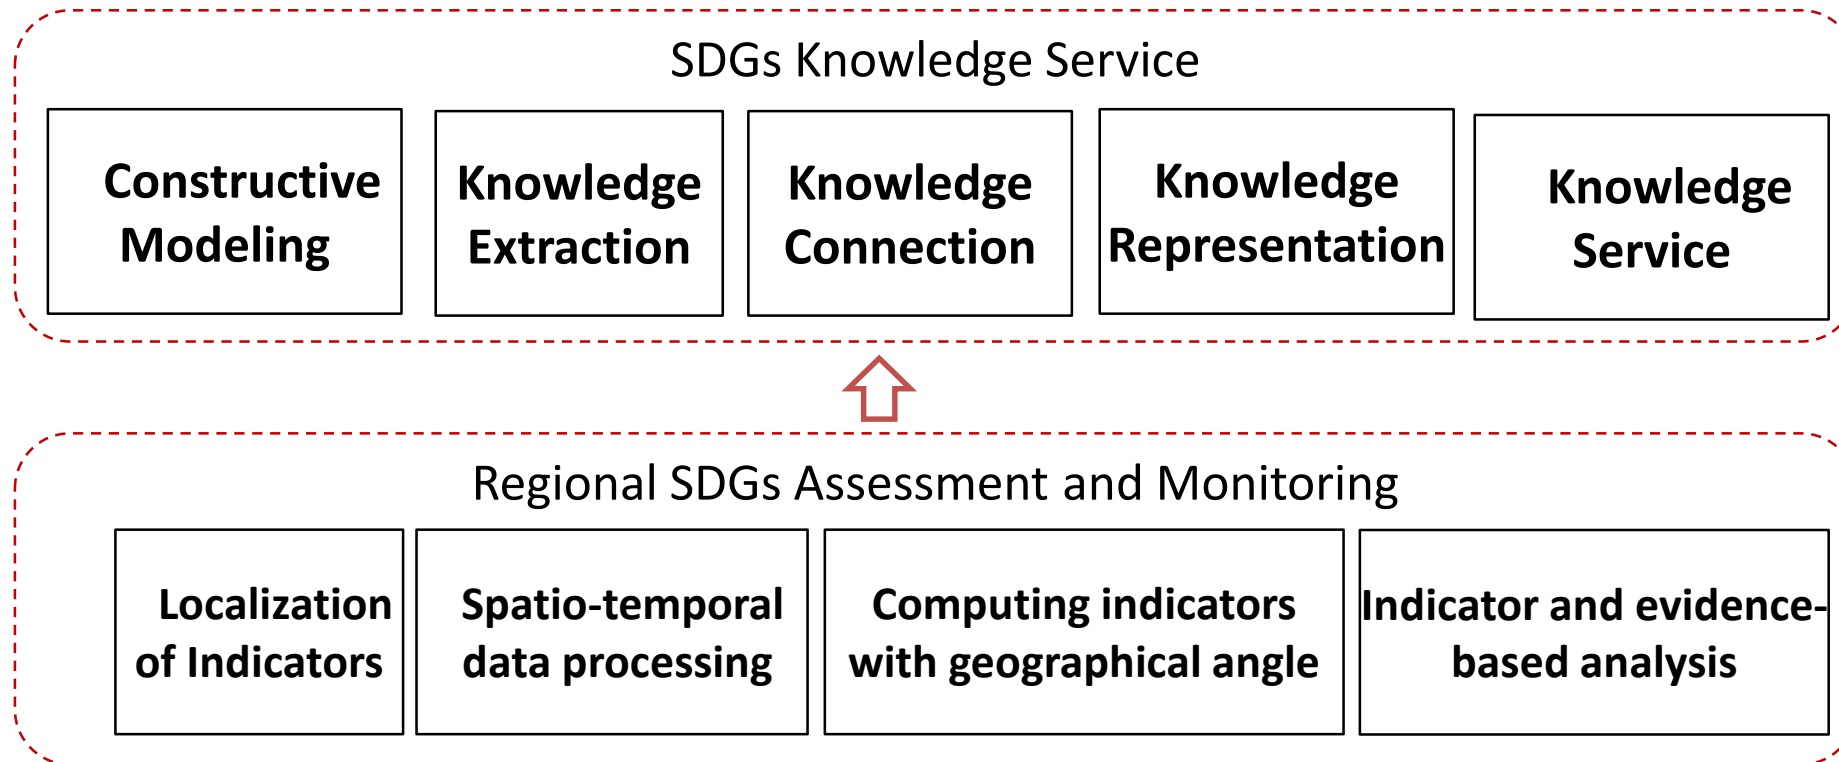 SDGs Knowledge Service
Constructive
Modeling
Knowledge
Extraction
Knowledge
Connection
Knowledge
Representation
Knowledge
Service
Regional SDGs Assessment and Monitoring
Localization
of Indicators
Spatio-temporal
data processing
Computing indicators
with geographical angle
Indicator and evidence-
based analysis